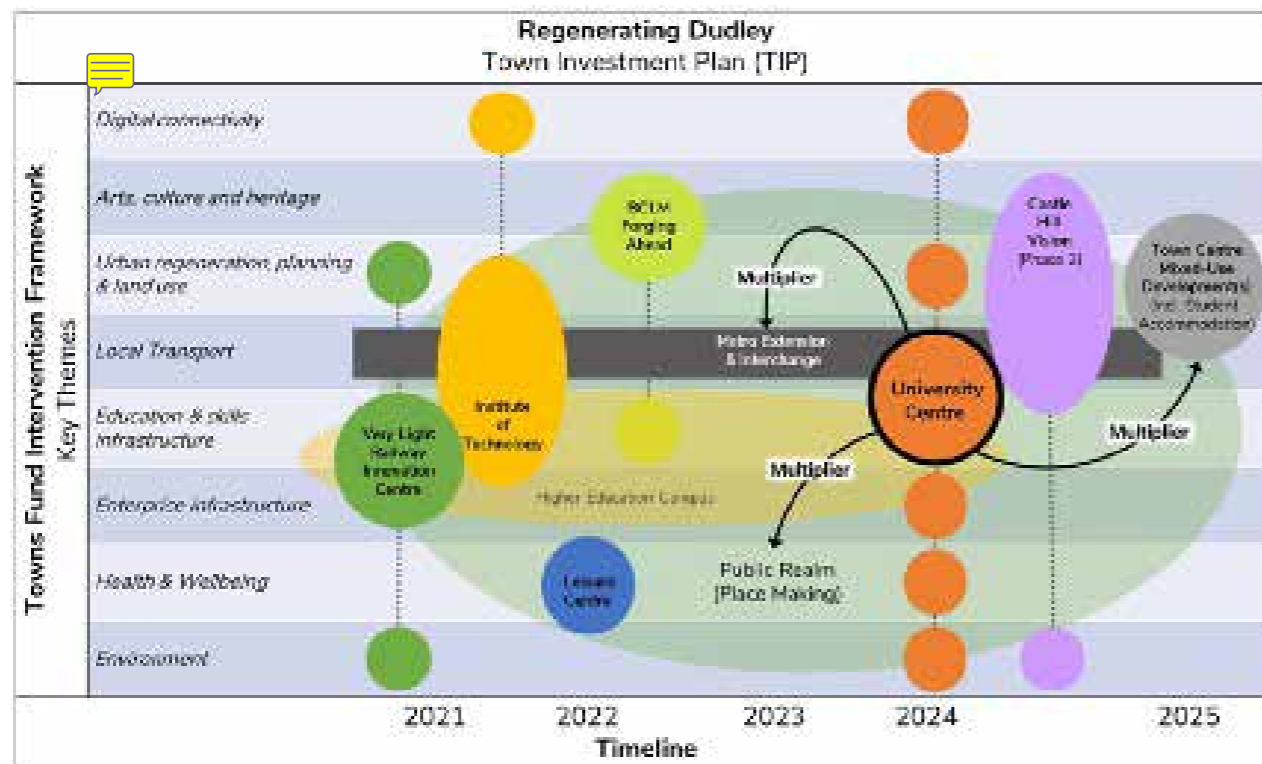 Regenerating Dudley
Town Investment Plan (TIP)
Towns Fund Intervention Framework
Key Themes
Digital connectivity
Arts, culture and heritage
Urban regeneration, planning
& land use
Local Transport
Education & skills
infrastructure
Enterprise infrastructure
Health & Wellbeing
Environment
BCLM
Forging
Ahead
Castle
Hill
Vision
(Phase 2)
Town Centre
Mixed-Use
Development(s)
(incl. Student
Accommodation)
Multiplier
Metro Extension
& Interchange
University
Centre
Institute
of
Technology
Very Light
Railway
Innovation
Centre
Multiplier
Multiplier
Higher Education Campus
Leisure
Centre
Public Realm
(Place Making)
2021
2022
2023
2024
2025
Timeline